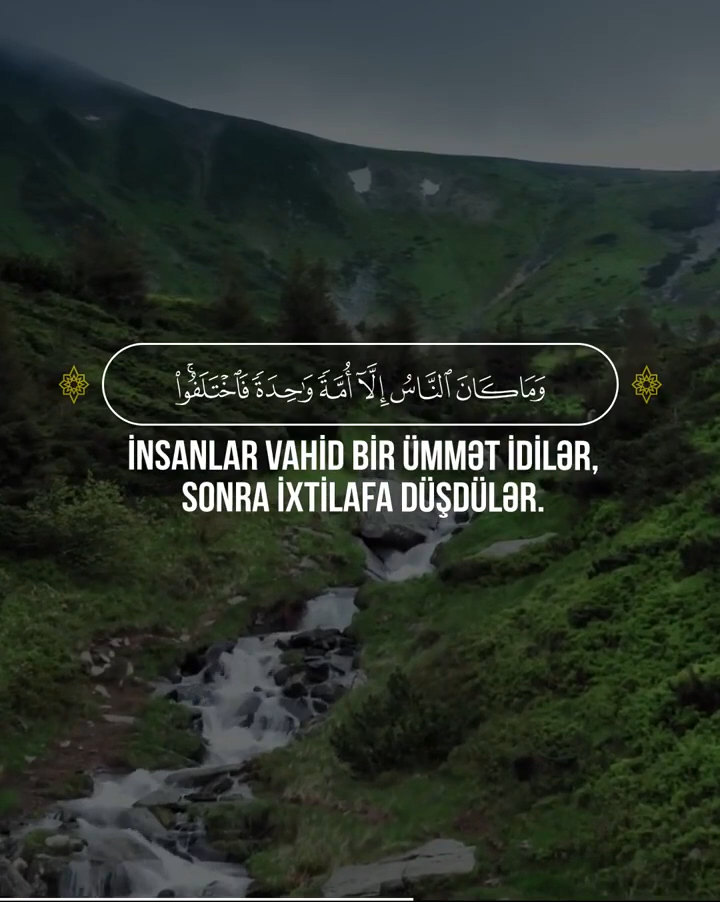 وَمَا كَانَ ٱلنَّاسُ إِلَّآ أُمَّةً وَٰحِدَةً فَٱخْتَلَفُوا۟ ۚ
İNSANLAR VAHİD BİR ÜMMƏT İDİLƏR,
SONRA İXTİLAFA DÜŞDÜLƏR.